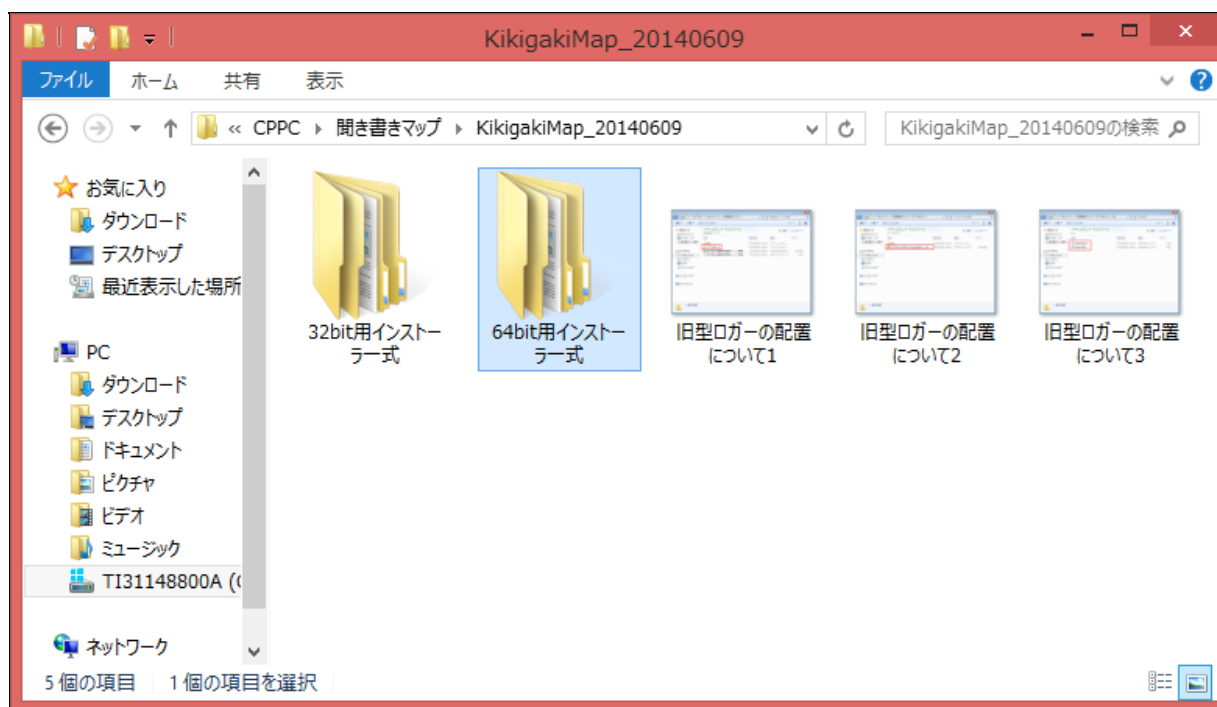 KikigakiMap_20140609
ファイル ホーム 共有 表示
« CPPC 聞き書きマップ KikigakiMap_20140609
KikigakiMap_20140609の検索
お気に入り
ダウンロード
デスクトップ
最近表示した場所
PC
ダウンロード
デスクトップ
ドキュメント
ピクチャ
ビデオ
ミュージック
TI31148800A (C
ネットワーク
32bit用インストー
ラー式
64bit用インストー
ラー式
旧型ロガーの配置
について1
旧型ロガーの配置
について2
旧型ロガーの配置
について3
5 個の項目 1 個の項目を選択